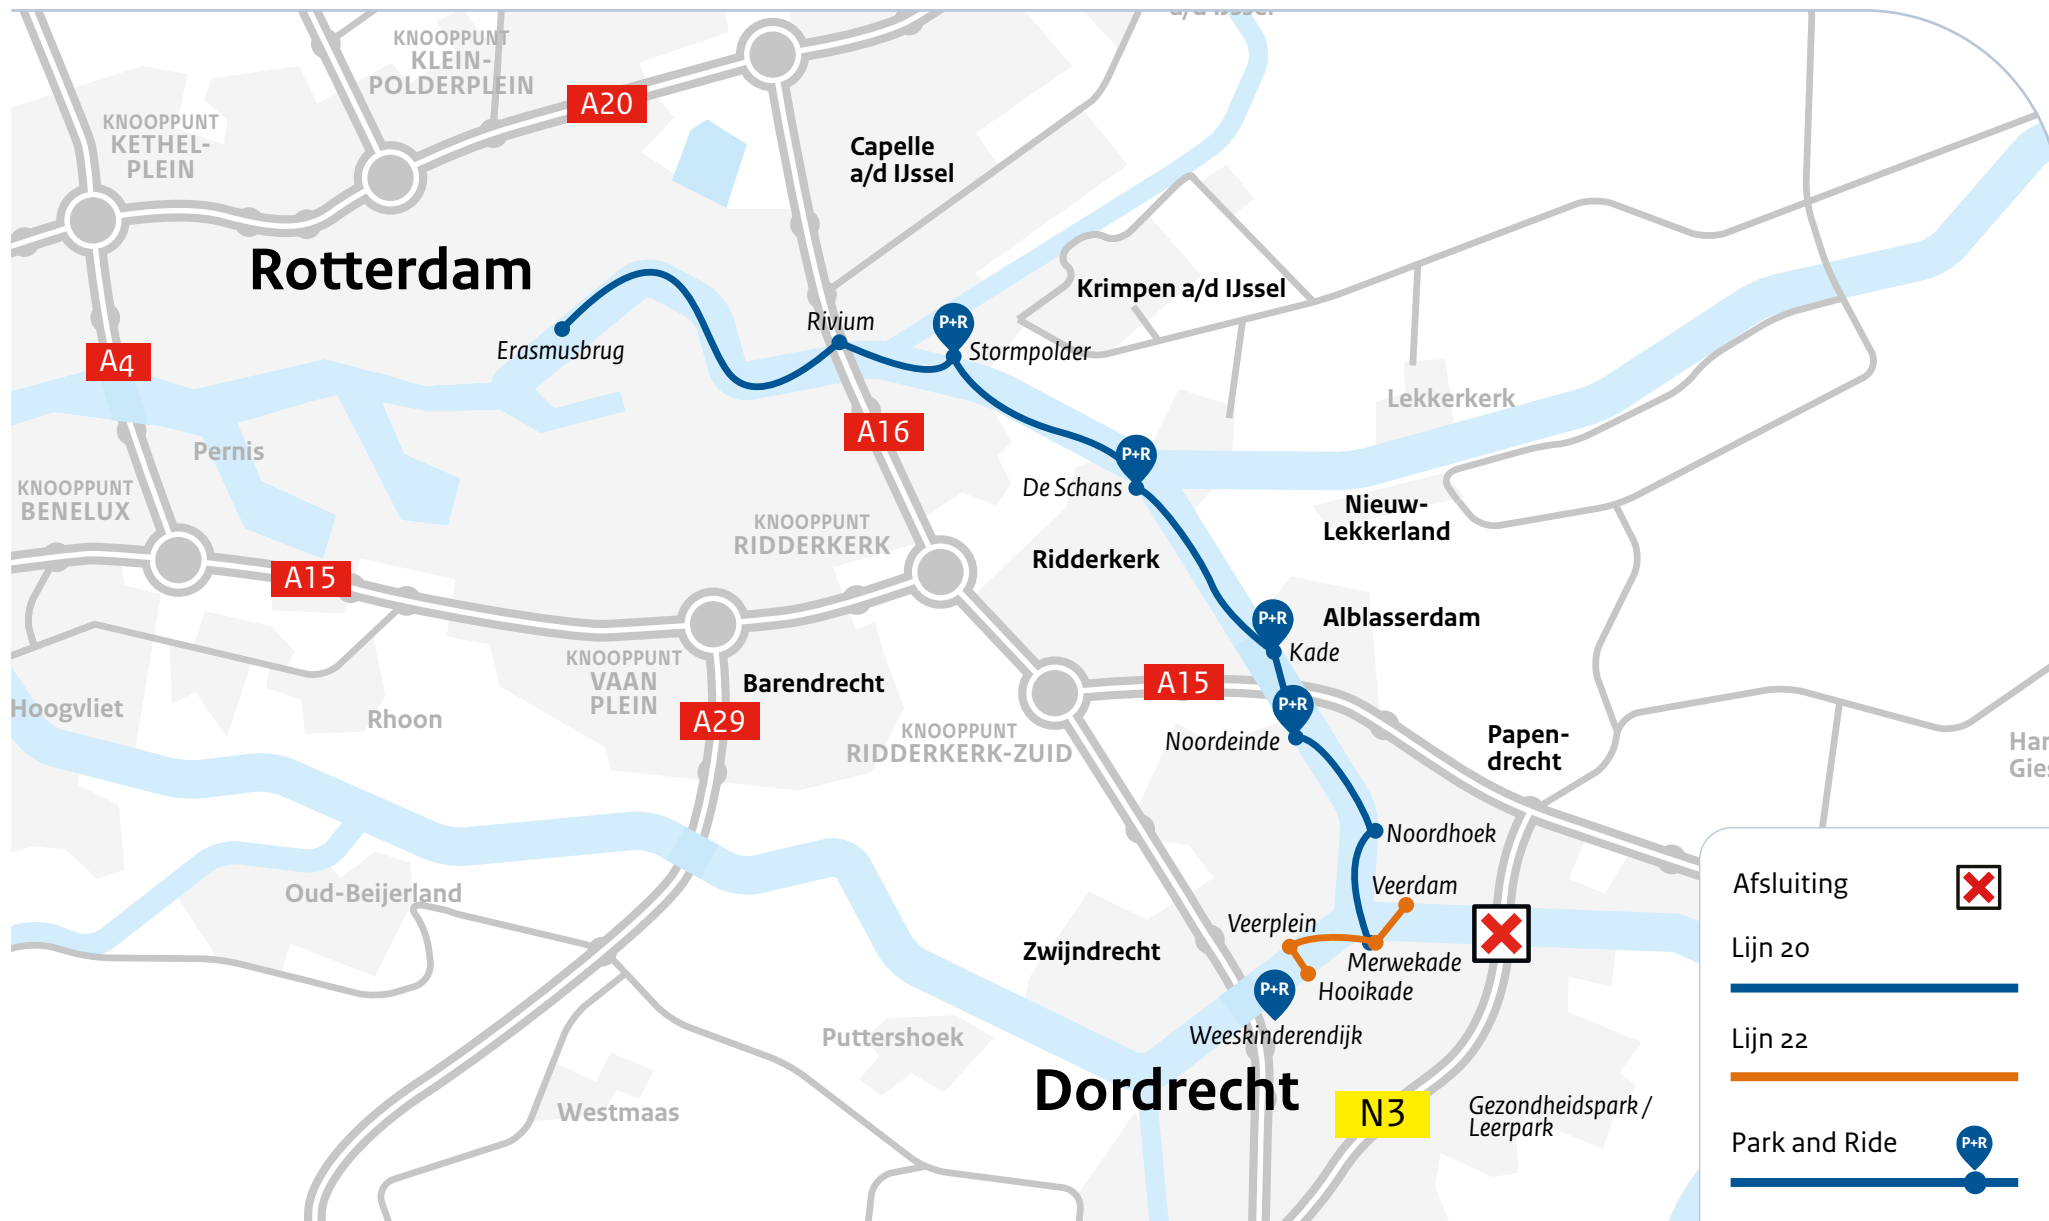 KNOOPPUNT
KLEIN-
POLDERPLEIN
A20
KNOOPPUNT
KETHEL-
PLEIN
Capelle
a/d IJssel
Rotterdam
Krimpen a/d IJssel
Rivium
P+R
Stormpolder
Erasmusbrug
A4
Lekkerkerk
A16
Pernis
P+R
De Schans
KNOOPPUNT
BENELUX
Nieuw-
Lekkerland
KNOOPPUNT
RIDDERKERK
Ridderkerk
A15
P+R
Alblasserdam
Kade
KNOOPPUNT
VAAN
PLEIN
Barendrecht
A15
Hoogvliet
Rhoon
A29
P+R
KNOOPPUNT
RIDDERKERK-ZUID
Noordeinde
Papen-
drecht
Noordhoek
Oud-Beijerland
Veerdam
Veerplein
Zwijndrecht
Merwekade
Hooikade
P+R
Weeskinderendijk
Puttershoek
Dordrecht
Westmaas
N3
Gezondheidspark /
Leerpark
Afsluiting
Lijn 20
Lijn 22
Park and Ride
P+R